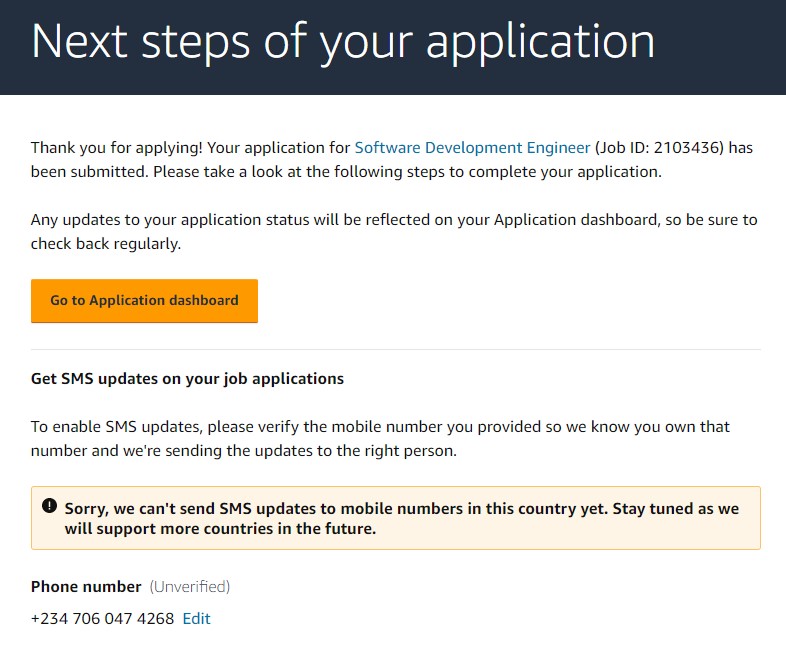 Next steps of your application
Thank you for applying! Your application for Software Development Engineer (Job ID: 2103436) has
been submitted. Please take a look at the following steps to complete your application.
Any updates to your application status will be reflected on your Application dashboard, so be sure to
check back regularly.
Go to Application dashboard
Get SMS updates on your job applications
To enable SMS updates, please verify the mobile number you provided so we know you own that
number and we're sending the updates to the right person.
Sorry, we can't send SMS updates to mobile numbers in this country yet. Stay tuned as we
will support more countries in the future.
Phone number (Unverified)
+234 706 047 4268 Edit